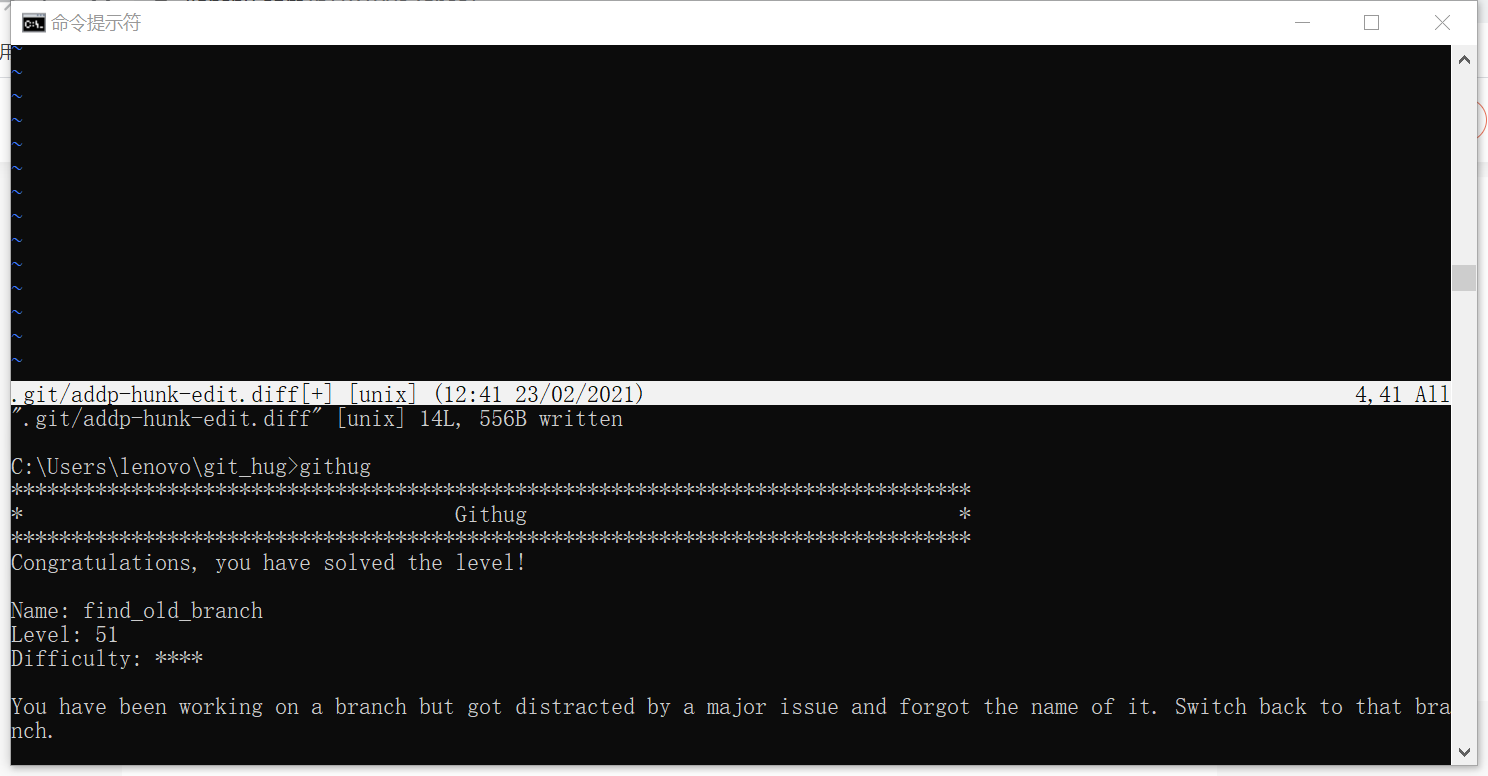 命令提示符
用
~
~
~
~
~
~
~
~
~
~
~
~
~
~
.git/addp-hunk-edit.diff[+] [unix] (12:41 23/02/2021) 4,41 All
".git/addp-hunk-edit.diff" [unix] 14L, 556B written
C:\Users\lenovo\git_hug>githug
********************************************************************************
* Githug *
********************************************************************************
Congratulations, you have solved the level!
Name: find_old_branch
Level: 51
Difficulty: ****
You have been working on a branch but got distracted by a major issue and forgot the name of it. Switch back to that bra
nch.